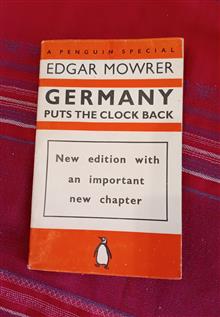 A PENGUIN SPECIAL
EDGAR MOWRER
GERMANY
PUTS THE CLOCK BACK
New edition with
an important
new chapter